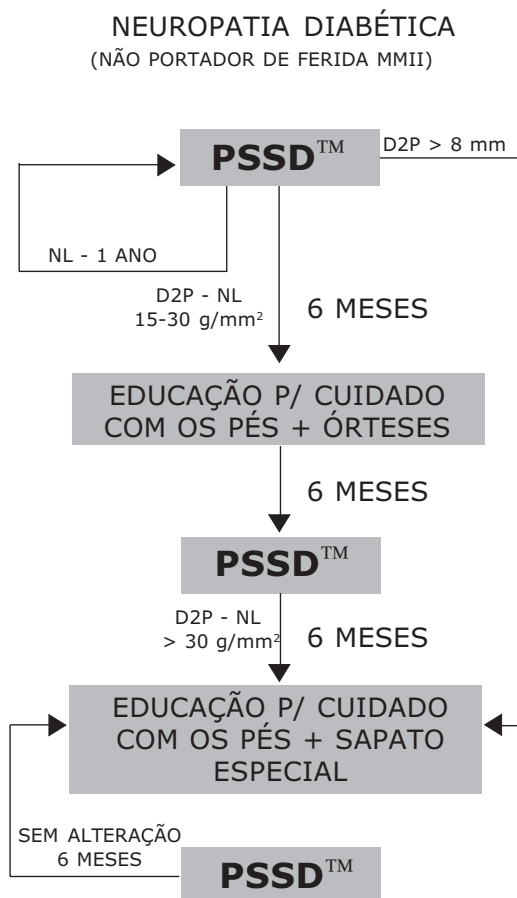 NEUROPATIA DIABÉTICA
(NÃO PORTADOR DE FERIDA MMII)
PSSD™
D2P > 8 mm
NL - 1 ANO
D2P - NL
15-30 g/mm²
6 MESES
EDUCAÇÃO P/ CUIDADO
COM OS PÉS + ÓRTESES
6 MESES
PSSD™
D2P - NL
> 30 g/mm²
6 MESES
EDUCAÇÃO P/ CUIDADO
COM OS PÉS + SAPATO
ESPECIAL
SEM ALTERAÇÃO
6 MESES
PSSD™